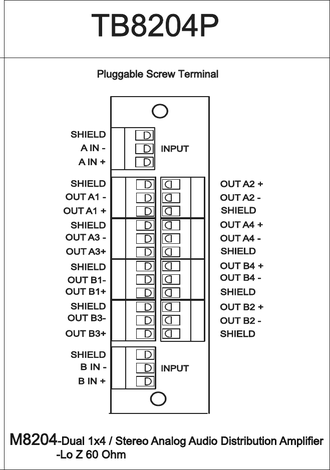 TB8204P
Pluggable Screw Terminal
SHIELD
A IN -
A IN +
INPUT
SHIELD OUT A2 +
OUT A1 - OUT A2 -
OUT A1 + SHIELD
SHIELD OUT A4 +
OUT A3 - OUT A4 -
OUT A3+ SHIELD
SHIELD OUT B4 +
OUT B1- OUT B4 -
OUT B1+ SHIELD
SHIELD OUT B2 +
OUT B3- OUT B2 -
OUT B3+ SHIELD
SHIELD
B IN -
B IN +
INPUT
M8204-Dual 1x4 / Stereo Analog Audio Distribution Amplifier
-Lo Z 60 Ohm